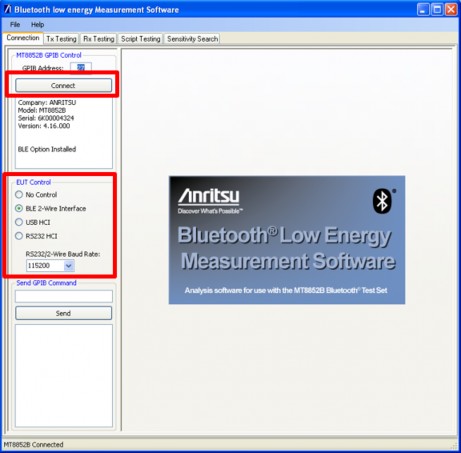 Bluetooth low energy Measurement Software
File Help
Connection Tx Testing Rx Testing Script Testing Sensitivity Search
MT8852B GPIB Control
GPIB Address:
Connect
Company: ANRITSU
Model: MT8852B
Serial: 6K00004324
Version: 4.16.000
BLE Option Installed
EUT Control
No Control
BLE 2-Wire Interface
USB HCI
RS232 HCI
RS232/2-Wire Baud Rate:
115200
Send GPIB Command
Send
Anritsu
Discover What's Possible™
Bluetooth® Low Energy
Measurement Software
Analysis software for use with the MT8852B Bluetooth® Test Set
MT8852B Connected